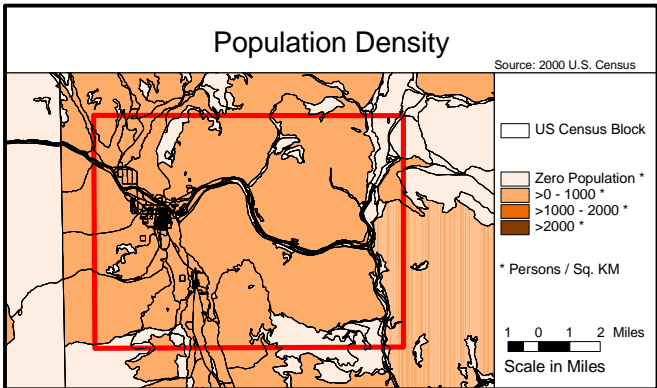 Population Density
Source: 2000 U.S. Census
US Census Block
Zero Population *
>0 - 1000 *
>1000 - 2000 *
>2000 *
* Persons / Sq. KM
1 0 1 2 Miles
Scale in Miles